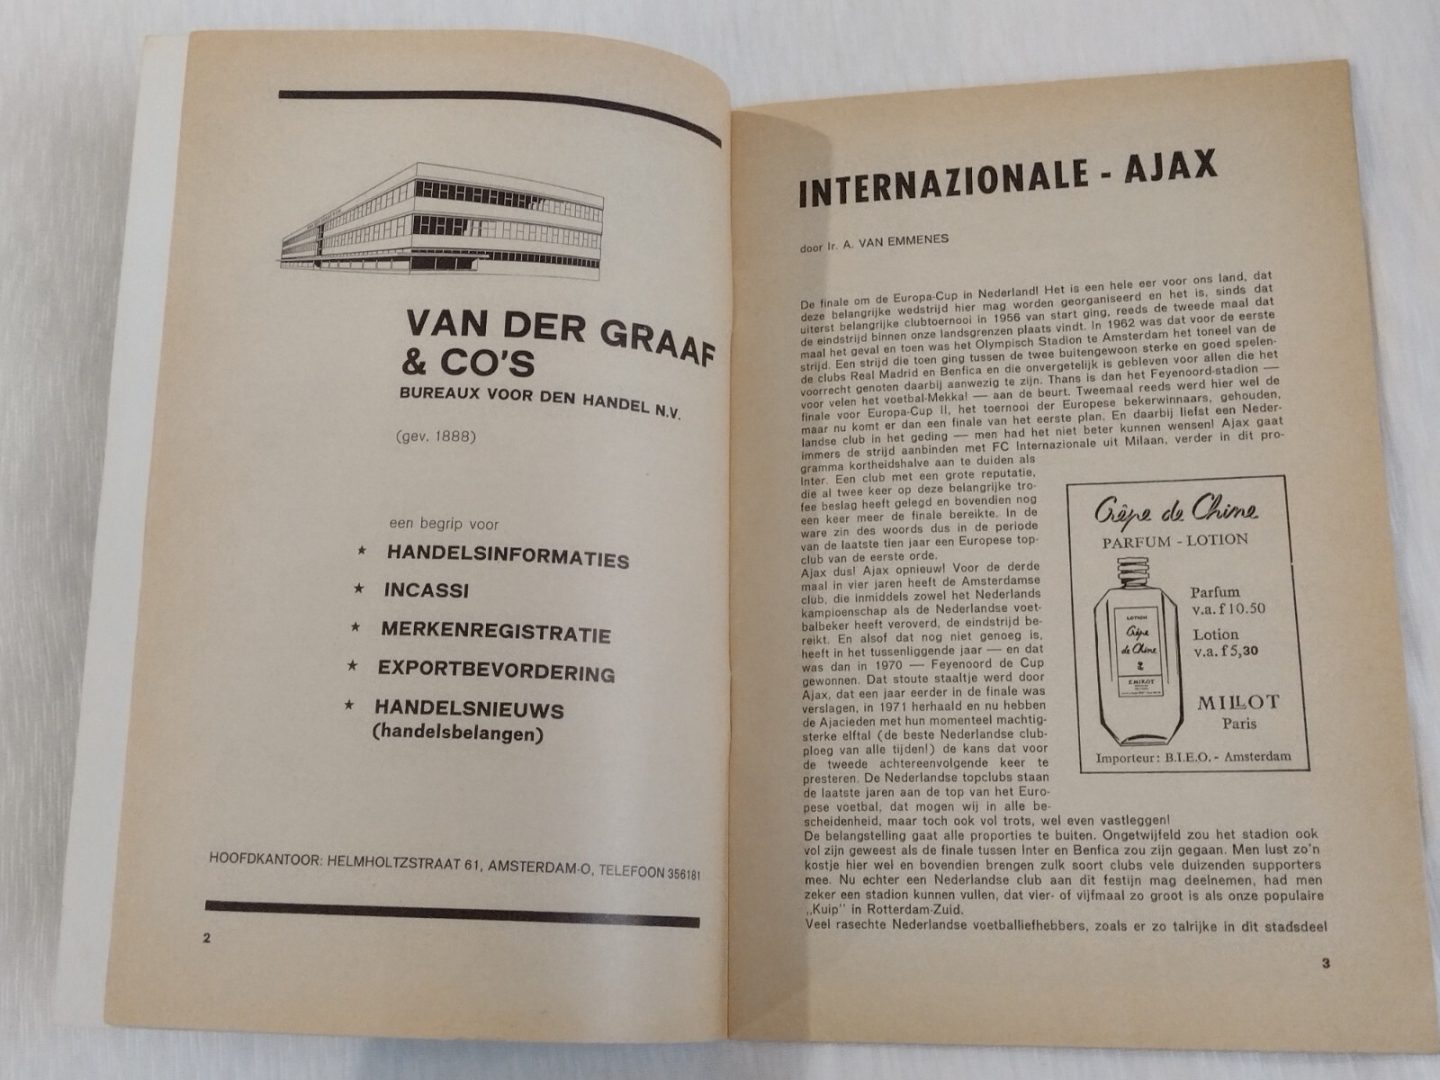 VAN DER GRAAF
& CO'S
BUREAUX VOOR DEN HANDEL N.V.
(gev. 1888)
een begrip voor
★ HANDELSINFORMATIES
★ INCASSI
★ MERKENREGISTRATIE
★ EXPORTBEVORDERING
★ HANDELSNIEUWS
(handelsbelangen)
HOOFDKANTOOR: HELMHOLTZSTRAAT 61, AMSTERDAM-O, TELEFOON 356181
2
INTERNAZIONALE - AJAX
door Ir. A. VAN EMMENES
De finale om de Europa-Cup in Nederland! Het is een hele eer voor ons land, dat
deze belangrijke wedstrijd hier mag worden georganiseerd en het is, sinds dat
uiterst belangrijke clubtoernooi in 1956 van start ging, reeds de tweede maal dat
de eindstrijd binnen onze landsgrenzen plaats vindt. In 1962 was dat voor de eerste
maal het geval en toen was het Olympisch Stadion te Amsterdam het toneel van de
strijd. Een strijd die toen ging tussen de twee buitengewoon sterke en goed spelen-
de clubs Real Madrid en Benfica en die onvergetelijk is gebleven voor allen die het
voorrecht genoten daarbij aanwezig te zijn. Thans is dan het Feyenoord-stadion —
voor velen het voetbal-Mekka! — aan de beurt. Tweemaal reeds werd hier wel de
finale voor Europa-Cup II, het toernooi der Europese bekerwinnaars, gehouden,
maar nu komt er dan een finale van het eerste plan. En daarbij liefst een Neder-
landse club in het geding — men had het niet beter kunnen wensen! Ajax gaat
immers de strijd aanbinden met FC Internazionale uit Milaan, verder in dit pro-
gramma kortheidshalve aan te duiden als
Inter. Een club met een grote reputatie,
die al twee keer op deze belangrijke tro-
fee beslag heeft gelegd en bovendien nog
een keer meer de finale bereikte. In de
ware zin des woords dus in de periode
van de laatste tien jaar een Europese top-
club van de eerste orde.
Ajax dus! Ajax opnieuw! Voor de derde
maal in vier jaren heeft de Amsterdamse
club, die inmiddels zowel het Nederlands
kampioenschap als de Nederlandse voet-
balbeker heeft veroverd, de eindstrijd be-
reikt. En alsof dat nog niet genoeg is,
heeft in het tussenliggende jaar — en dat
was dan in 1970 — Feyenoord de Cup
gewonnen. Dat stoute staaltje werd door
Ajax, dat een jaar eerder in de finale was
verslagen, in 1971 herhaald en nu hebben
de Ajacieden met hun momenteel machtig-
sterke elftal (de beste Nederlandse club-
ploeg van alle tijden!) de kans dat voor
de tweede achtereenvolgende keer te
presteren. De Nederlandse topclubs staan
de laatste jaren aan de top van het Euro-
pese voetbal, dat mogen wij in alle be-
scheidenheid, maar toch ook vol trots, wel even vastleggen!
De belangstelling gaat alle proporties te buiten. Ongetwijfeld zou het stadion ook
vol zijn geweest als de finale tussen Inter en Benfica zou zijn gegaan. Men lust zo'n
kostje hier wel en bovendien brengen zulk soort clubs vele duizenden supporters
mee. Nu echter een Nederlandse club aan dit festijn mag deelnemen, had men
zeker een stadion kunnen vullen, dat vier- of vijfmaal zo groot is als onze populaire
„Kuip" in Rotterdam-Zuid.
Veel rasechte Nederlandse voetballiefhebbers, zoals er zo talrijke in dit stadsdeel
Crêpe de Chine
PARFUM - LOTION
LOTION
Crêpe
de Chine
F. MILLOT
Parfum
v.a. f 10.50
Lotion
v.a. f 5,30
MILLOT
Paris
Importeur: B.I.E.O. - Amsterdam
3